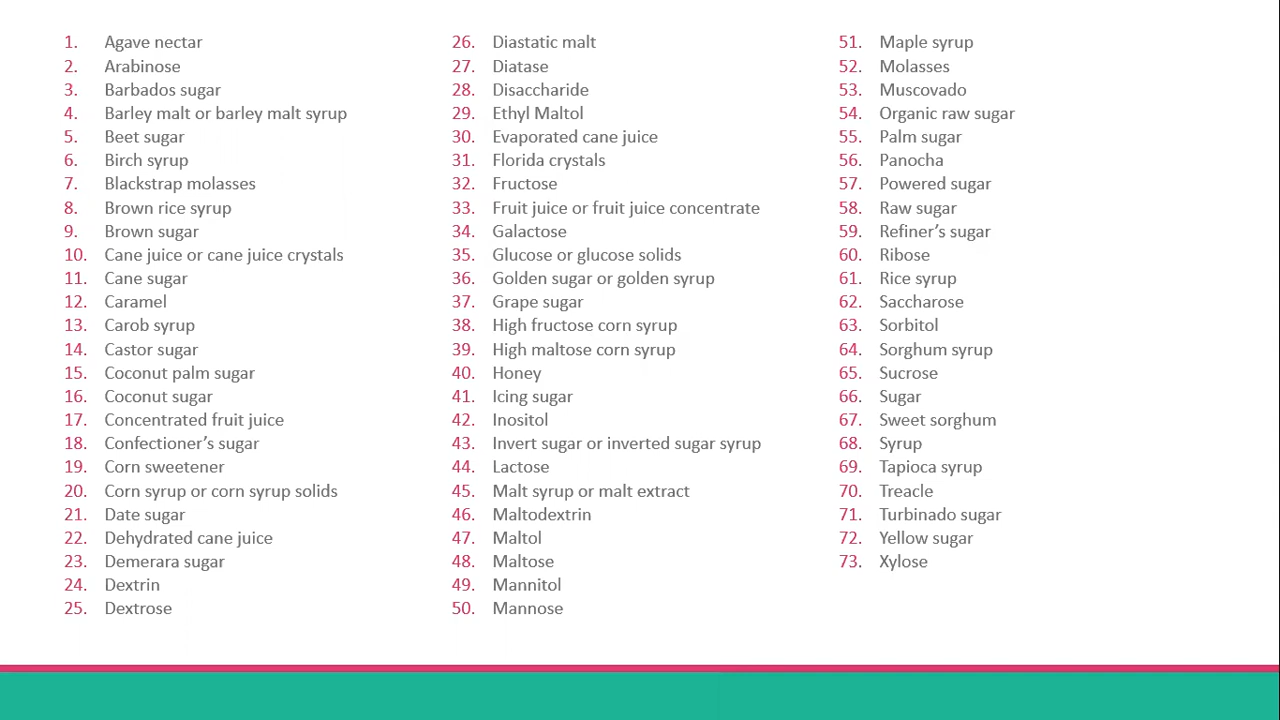 1. Agave nectar
2. Arabinose
3. Barbados sugar
4. Barley malt or barley malt syrup
5. Beet sugar
6. Birch syrup
7. Blackstrap molasses
8. Brown rice syrup
9. Brown sugar
10. Cane juice or cane juice crystals
11. Cane sugar
12. Caramel
13. Carob syrup
14. Castor sugar
15. Coconut palm sugar
16. Coconut sugar
17. Concentrated fruit juice
18. Confectioner’s sugar
19. Corn sweetener
20. Corn syrup or corn syrup solids
21. Date sugar
22. Dehydrated cane juice
23. Demerara sugar
24. Dextrin
25. Dextrose
26. Diastatic malt
27. Diatase
28. Disaccharide
29. Ethyl Maltol
30. Evaporated cane juice
31. Florida crystals
32. Fructose
33. Fruit juice or fruit juice concentrate
34. Galactose
35. Glucose or glucose solids
36. Golden sugar or golden syrup
37. Grape sugar
38. High fructose corn syrup
39. High maltose corn syrup
40. Honey
41. Icing sugar
42. Inositol
43. Invert sugar or inverted sugar syrup
44. Lactose
45. Malt syrup or malt extract
46. Maltodextrin
47. Maltol
48. Maltose
49. Mannitol
50. Mannose
51. Maple syrup
52. Molasses
53. Muscovado
54. Organic raw sugar
55. Palm sugar
56. Panocha
57. Powered sugar
58. Raw sugar
59. Refiner’s sugar
60. Ribose
61. Rice syrup
62. Saccharose
63. Sorbitol
64. Sorghum syrup
65. Sucrose
66. Sugar
67. Sweet sorghum
68. Syrup
69. Tapioca syrup
70. Treacle
71. Turbinado sugar
72. Yellow sugar
73. Xylose